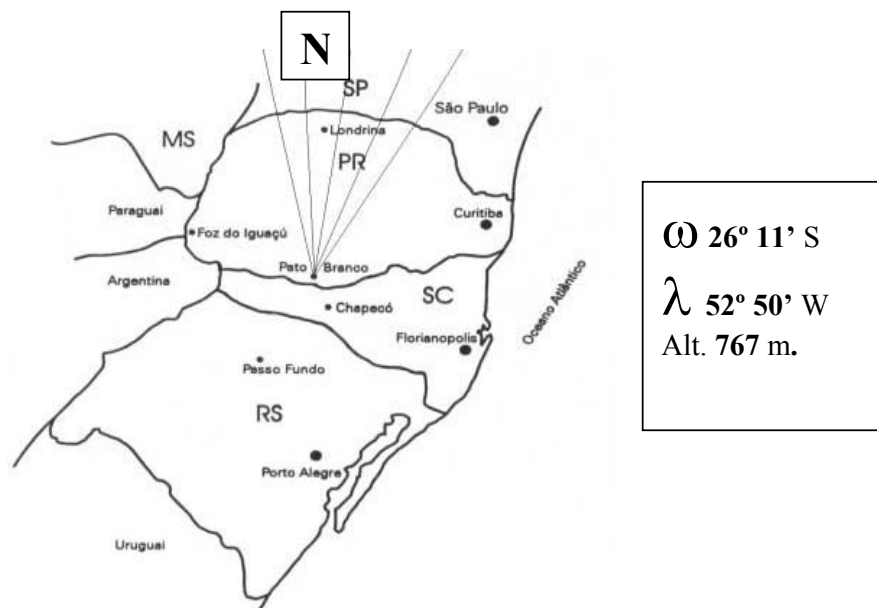 N
SP
São Paulo
Londrina
MS
PR
Paraguai
Curitiba
Foz do Iguaçú
Pato Branco
Argentina
SC
Chapecó
Oceano Atlântico
Florianopolis
Passo Fundo
RS
Porto Alegre
Uruguai
ω 26º 11’ S
λ 52º 50’ W
Alt. 767 m.